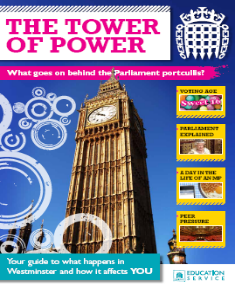 THE TOWER
OF POWER
What goes on behind the Parliament portcullis?
VOTING AGE
PARLIAMENT
EXPLAINED
A DAY IN THE
LIFE OF AN MP
PEER
PRESSURE
Your guide to what happens in
Westminster and how it affects YOU
EDUCATION
SERVICE